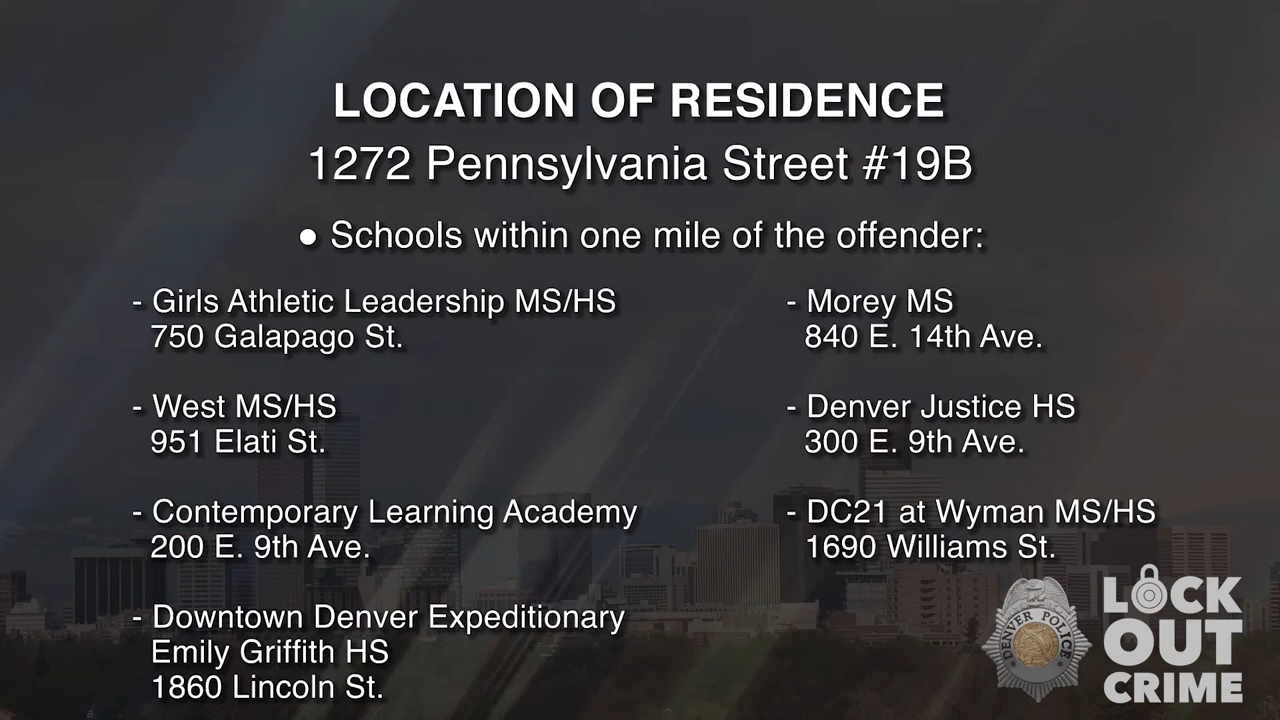 LOCATION OF RESIDENCE
1272 Pennsylvania Street #19B
● Schools within one mile of the offender:
- Girls Athletic Leadership MS/HS
750 Galapago St.
- West MS/HS
951 Elati St.
- Contemporary Learning Academy
200 E. 9th Ave.
- Downtown Denver Expeditionary
Emily Griffith HS
1860 Lincoln St.
- Morey MS
840 E. 14th Ave.
- Denver Justice HS
300 E. 9th Ave.
- DC21 at Wyman MS/HS
1690 Williams St.
DENVER POLICE
LOCK
OUT
CRIME